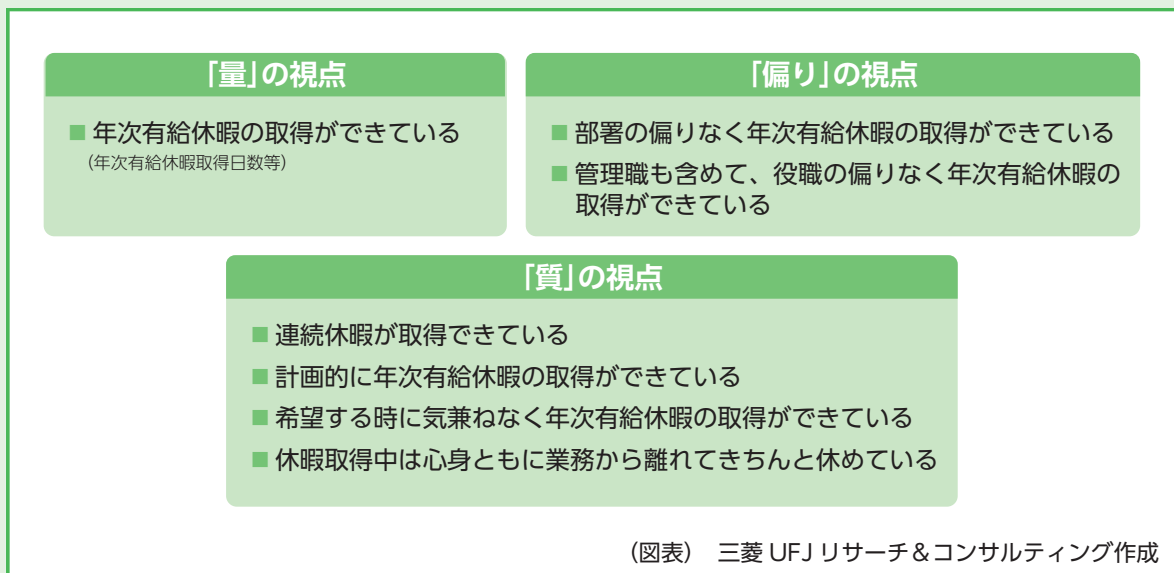 「量」の視点
■ 年次有給休暇の取得ができている
(年次有給休暇取得日数等)
「偏り」の視点
■ 部署の偏りなく年次有給休暇の取得ができている
■ 管理職も含めて、役職の偏りなく年次有給休暇の
取得ができている
「質」の視点
■ 連続休暇が取得できている
■ 計画的に年次有給休暇の取得ができている
■ 希望する時に気兼ねなく年次有給休暇の取得ができている
■ 休暇取得中は心身ともに業務から離れてきちんと休めている
(図表) 三菱 UFJ リサーチ&コンサルティング作成